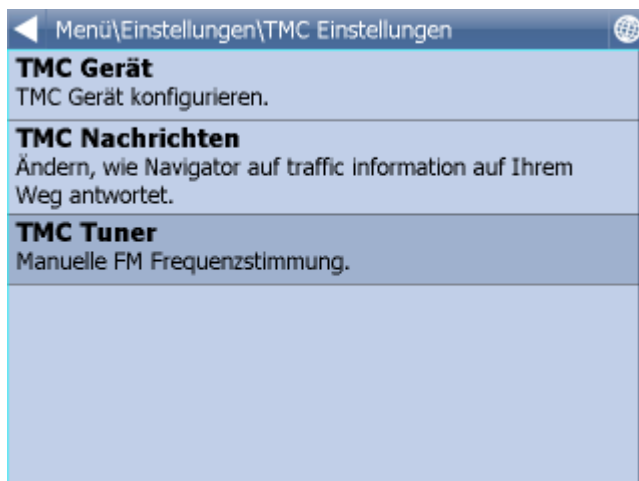 Menü\Einstellungen\TMC Einstellungen
TMC Gerät
TMC Gerät konfigurieren.
TMC Nachrichten
Ändern, wie Navigator auf traffic information auf Ihrem
Weg antwortet.
TMC Tuner
Manuelle FM Frequenzstimmung.